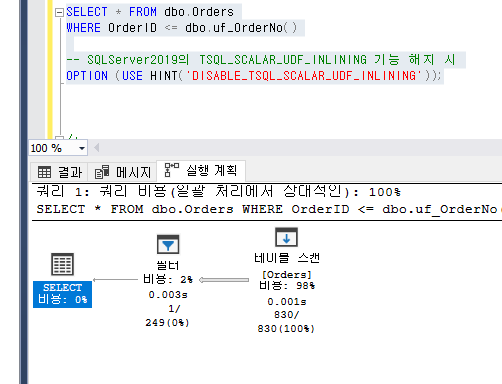 SELECT * FROM dbo.Orders
WHERE OrderID <= dbo.uf_OrderNo()
-- SQLServer2019의 TSQL_SCALAR_UDF_INLINING 기능 해지 시
OPTION (USE HINT('DISABLE_TSQL_SCALAR_UDF_INLINING'));
100 %
결과 메시지 실행 계획
쿼리 1: 쿼리 비용(일괄 처리에서 상대적인): 100%
SELECT * FROM dbo.Orders WHERE OrderID <= dbo.uf_OrderNo(
SELECT
비용: 0%
필터
비용: 2%
0.003s
1/
249(0%)
테이블 스캔
[Orders]
비용: 98%
0.001s
830/
830(100%)